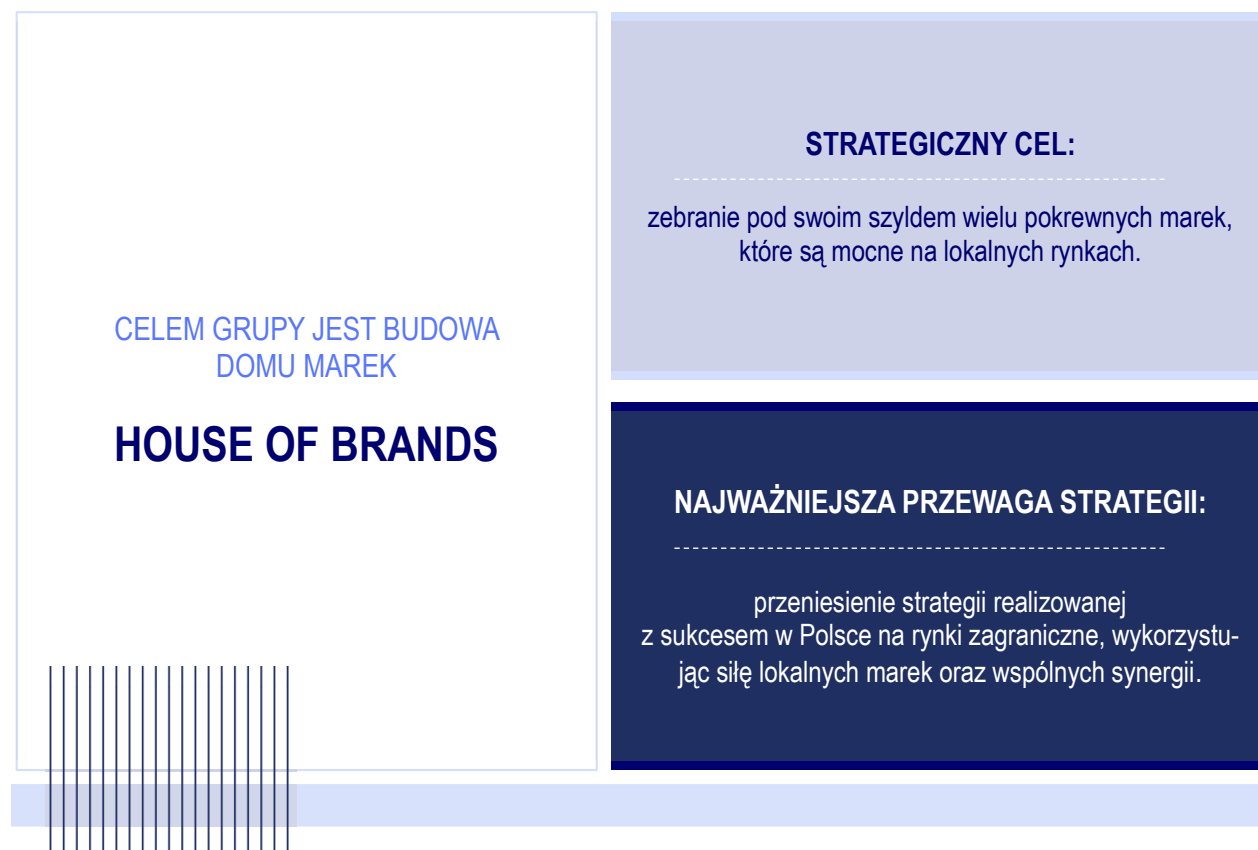 CELEM GRUPY JEST BUDOWA
DOMU MAREK
HOUSE OF BRANDS
STRATEGICZNY CEL:
zebranie pod swoim szyldem wielu pokrewnych marek,
które są mocne na lokalnych rynkach.
NAJWAŻNIEJSZA PRZEWAGA STRATEGII:
przeniesienie strategii realizowanej
z sukcesem w Polsce na rynki zagraniczne, wykorzystu-
jąc siłę lokalnych marek oraz wspólnych synergii.